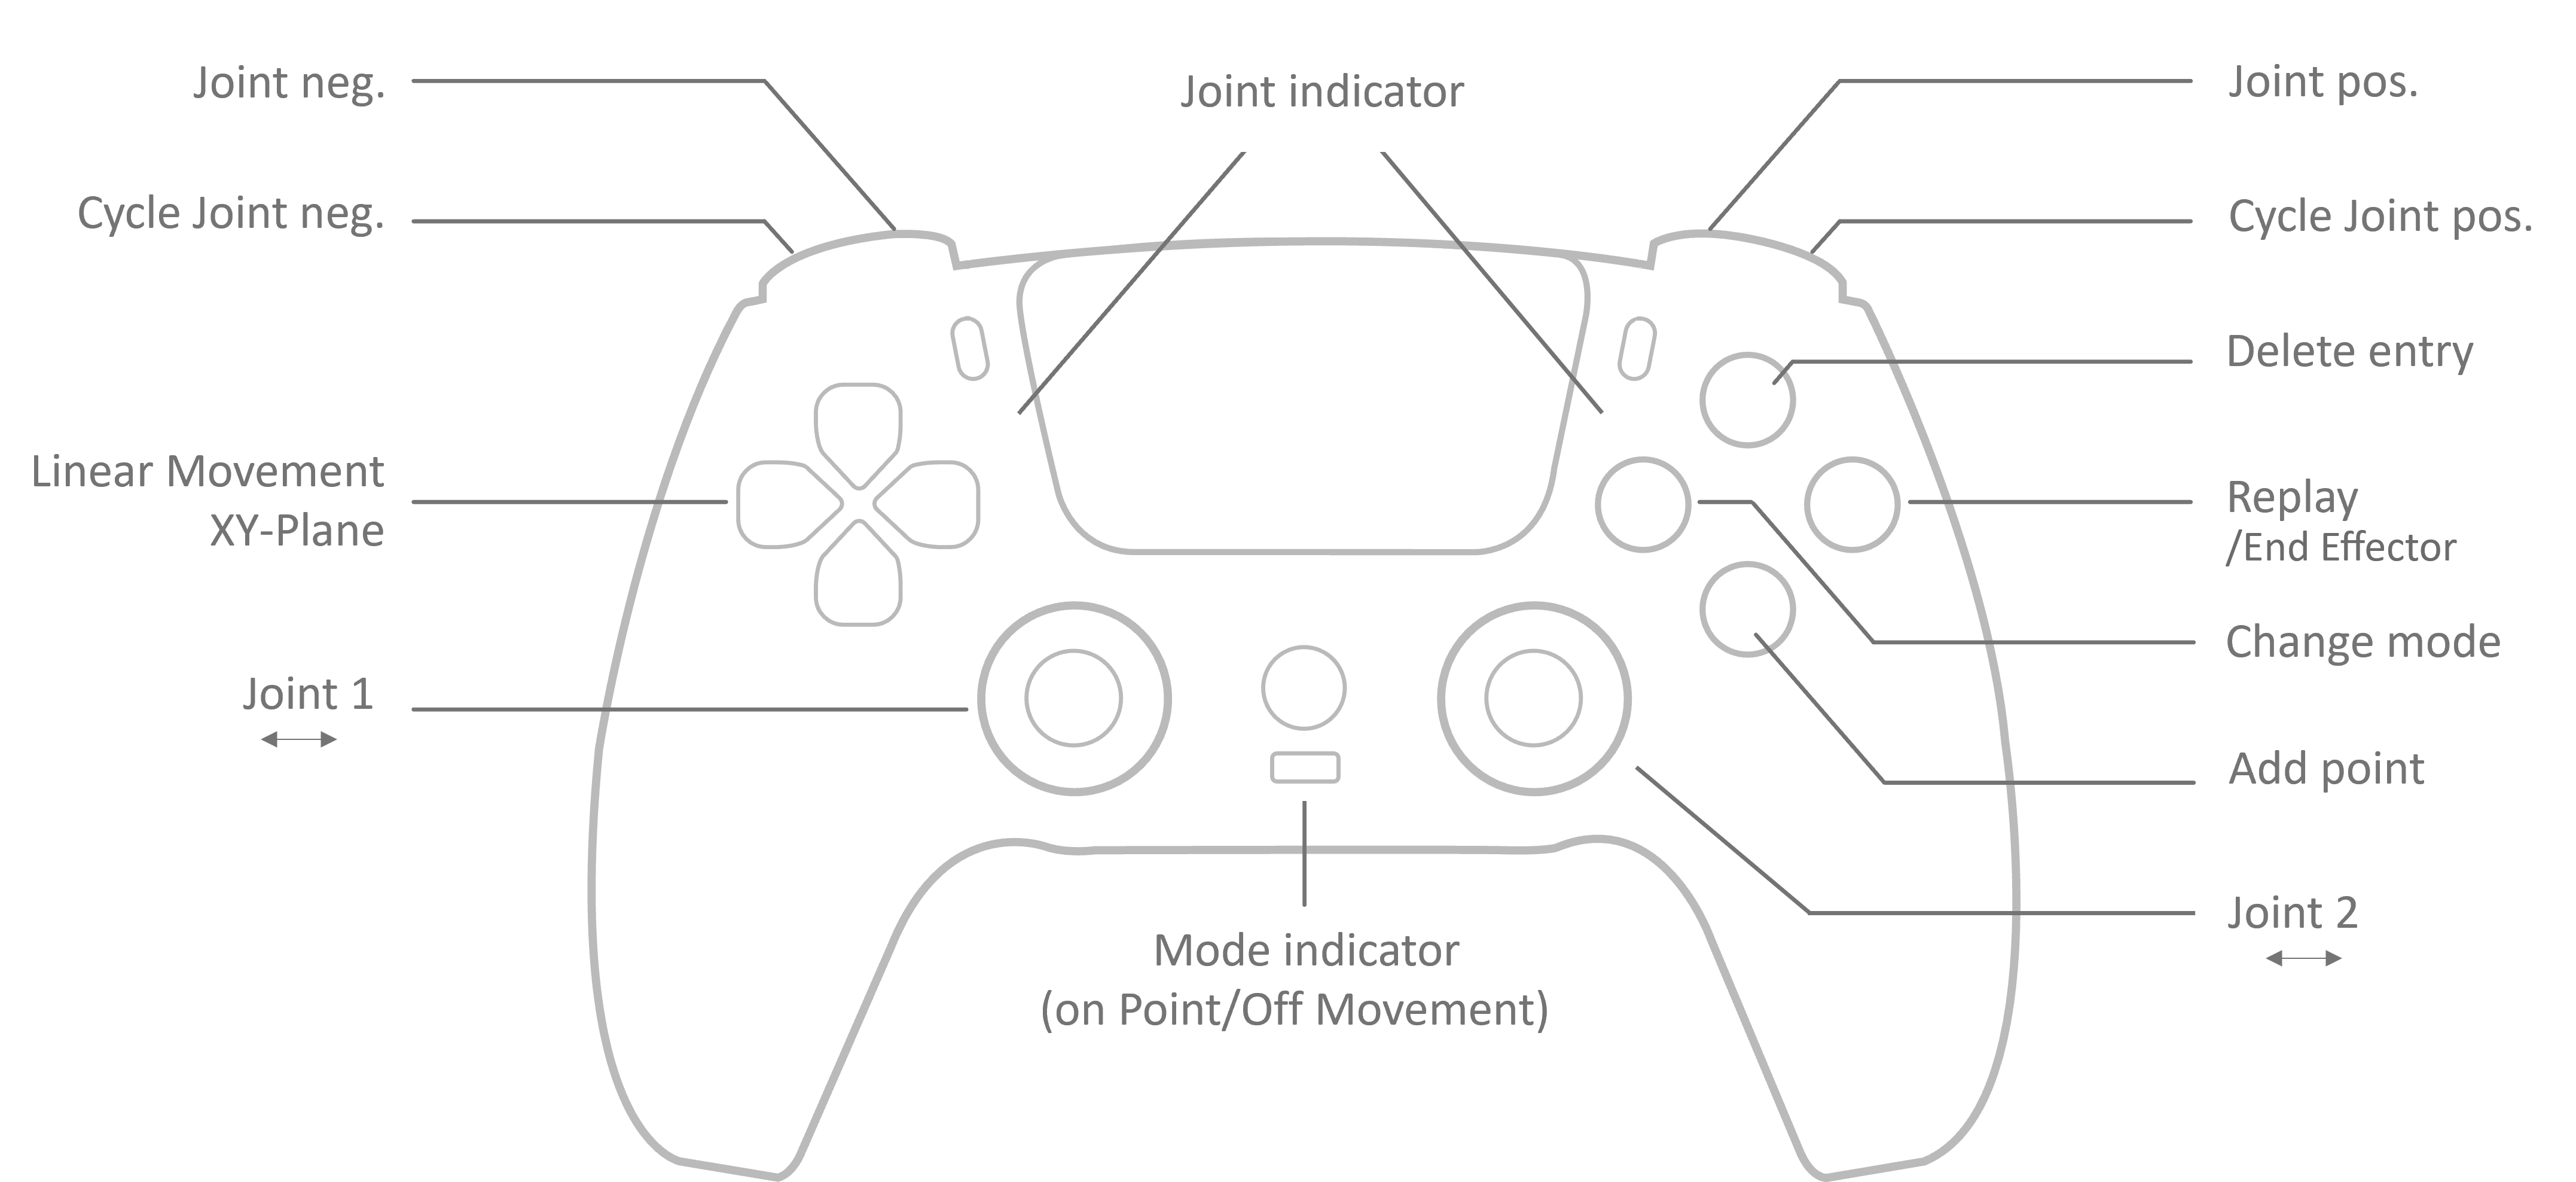 Joint neg.
Cycle Joint neg.
Linear Movement
XY-Plane
Joint 1
Joint indicator
Mode indicator
(on Point/Off Movement)
Joint pos.
Cycle Joint pos.
Delete entry
Replay
/End Effector
Change mode
Add point
Joint 2